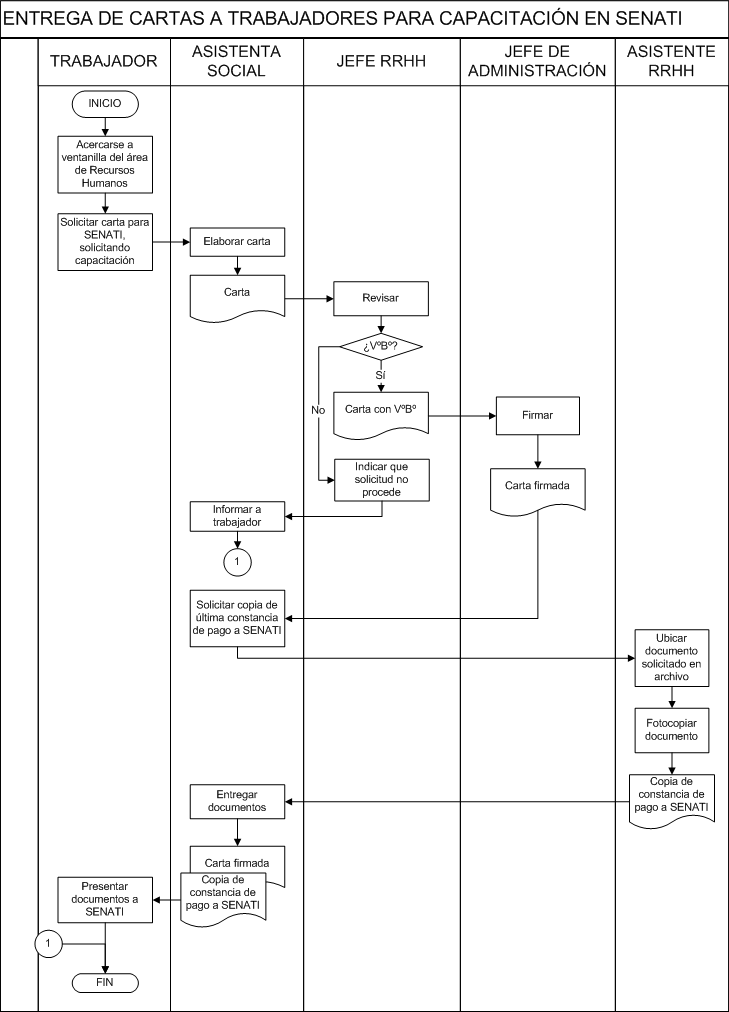 ENTREGA DE CARTAS A TRABAJADORES PARA CAPACITACIÓN EN SENATI
TRABAJADOR
ASISTENTA
SOCIAL
JEFE RRHH
JEFE DE
ADMINISTRACIÓN
ASISTENTE
RRHH
INICIO
Acercarse a
ventanilla del área
de Recursos
Humanos
Solicitar carta para
SENATI,
solicitando
capacitación
Elaborar carta
Carta
Revisar
¿VºBº?
Sí
No
Carta con VºBº
Firmar
Indicar que
solicitud no
procede
Carta firmada
Informar a
trabajador
1
Solicitar copia de
última constancia
de pago a SENATI
Ubicar
documento
solicitado en
archivo
Fotocopiar
documento
Copia de
constancia de
pago a SENATI
Entregar
documentos
Carta firmada
Copia de
constancia de
pago a SENATI
Presentar
documentos a
SENATI
1
FIN